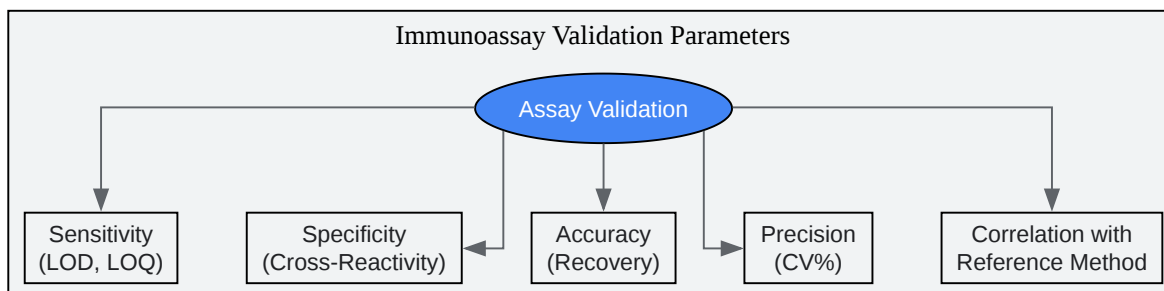 Immunoassay Validation Parameters
Assay Validation
Sensitivity
(LOD, LOQ)
Specificity
(Cross-Reactivity)
Accuracy
(Recovery)
Precision
(CV%)
Correlation with
Reference Method